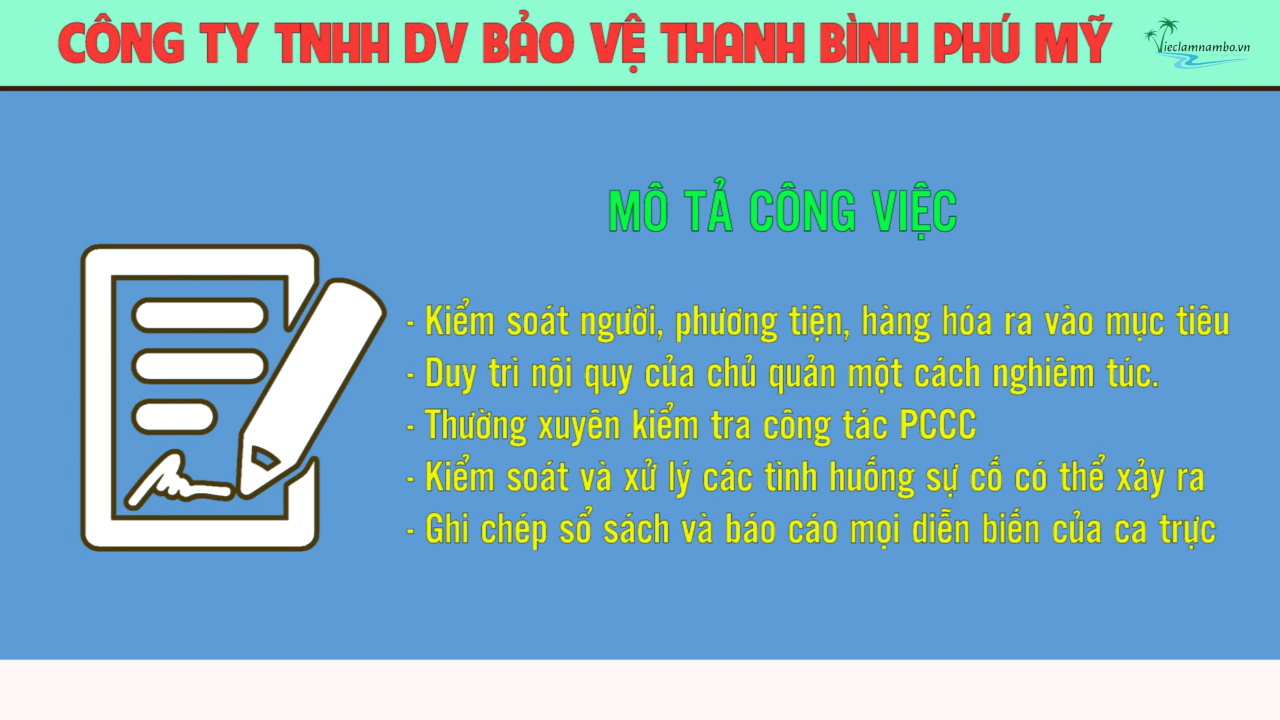 CÔNG TY TNHH DV BẢO VỆ THANH BÌNH PHÚ MỸ
Vieclamnambo.vn
MÔ TẢ CÔNG VIỆC
- Kiểm soát người, phương tiện, hàng hóa ra vào mục tiêu
- Duy trì nội quy của chủ quản một cách nghiêm túc.
- Thường xuyên kiểm tra công tác PCCC
- Kiểm soát và xử lý các tình huống sự cố có thể xảy ra
- Ghi chép sổ sách và báo cáo mọi diễn biến của ca trực